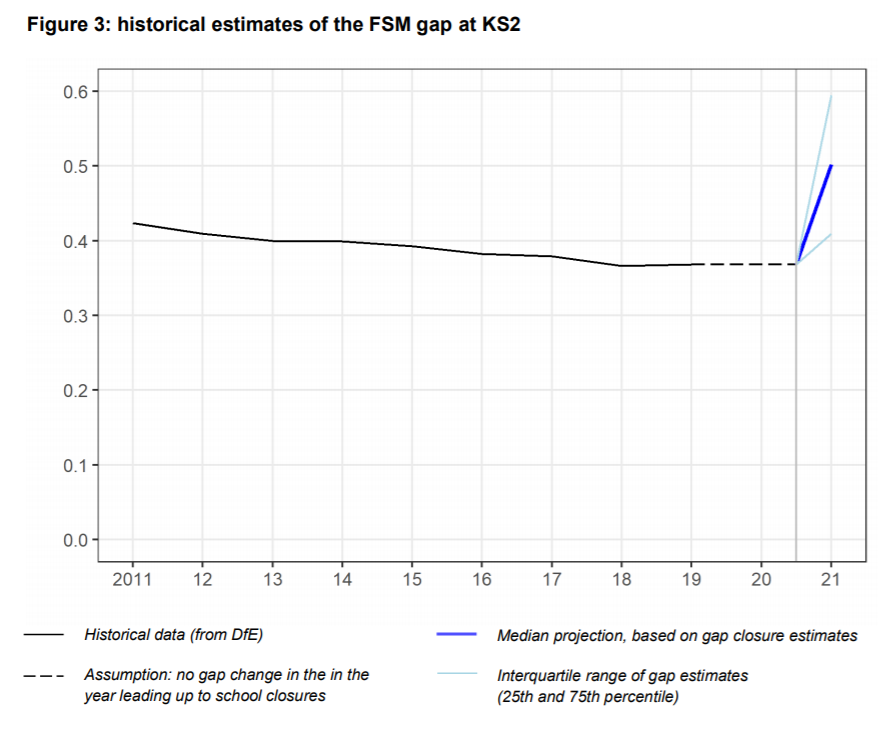 Figure 3: historical estimates of the FSM gap at KS2
0.6
0.5
0.4
0.3
0.2
0.1
0.0
2011 12 13 14 15 16 17 18 19 20 21
Historical data (from DfE)
Median projection, based on gap closure estimates
Assumption: no gap change in the in the
year leading up to school closures
Interquartile range of gap estimates
(25th and 75th percentile)